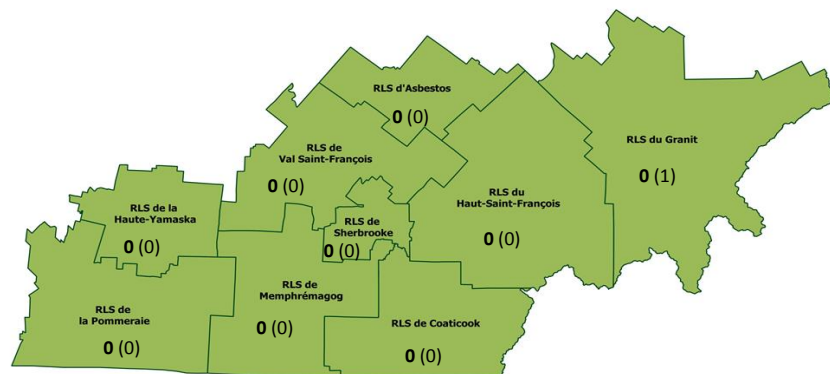 RLS d'Asbestos
0 (0)
RLS du Granit
0 (1)
RLS de
Val Saint-François
0 (0)
RLS du
Haut-Saint-François
0 (0)
RLS de la
Haute-Yamaska
0 (0)
RLS de
Sherbrooke
0 (0)
RLS de
Memphrémagog
0 (0)
RLS de
la Pommeraie
0 (0)
RLS de Coaticook
0 (0)